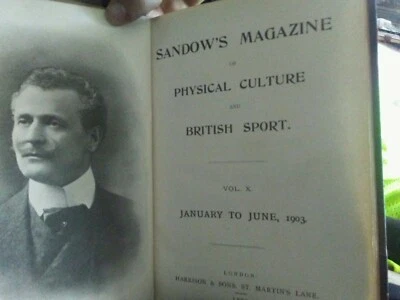 SANDOW'S MAGAZINE
OF
PHYSICAL CULTURE
AND
BRITISH SPORT.
VOL. X.
JANUARY TO JUNE, 1903.
LONDON:
HARRISON & SONS, ST. MARTIN'S LANE.